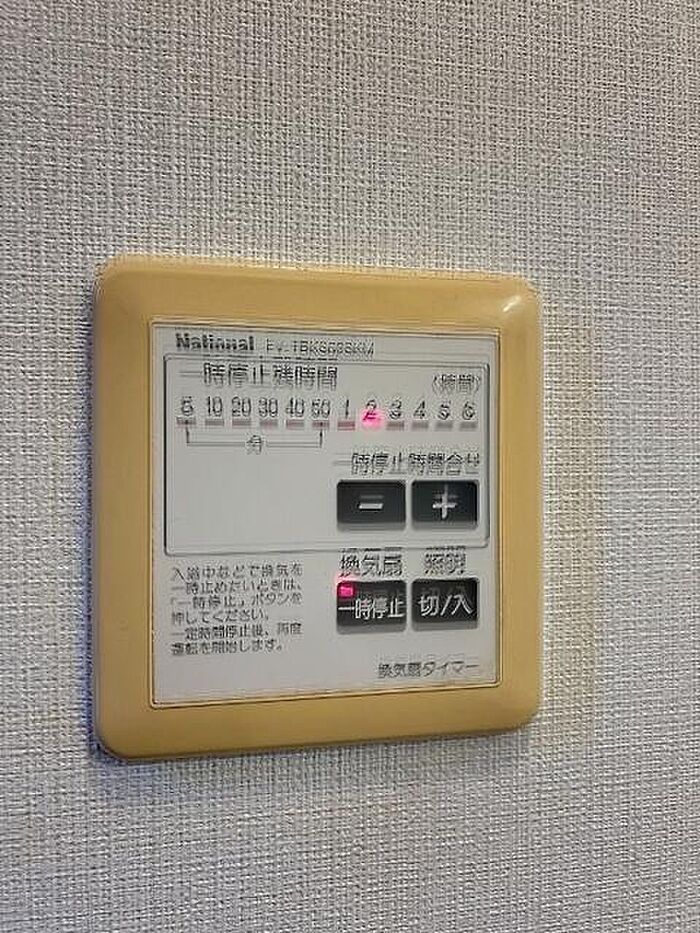 National
一時停止残時間
(時間)
5 10 20 30 40 50 1 2 3 4 5 6
分
一時停止時間合せ
− +
換気扇 照明
一時停止 切/入
入浴中などで換気を
一時止めたいときは、
「一時停止」ボタンを
押してください。
一定時間停止後、再度
運転を開始します。
換気扇タイマー